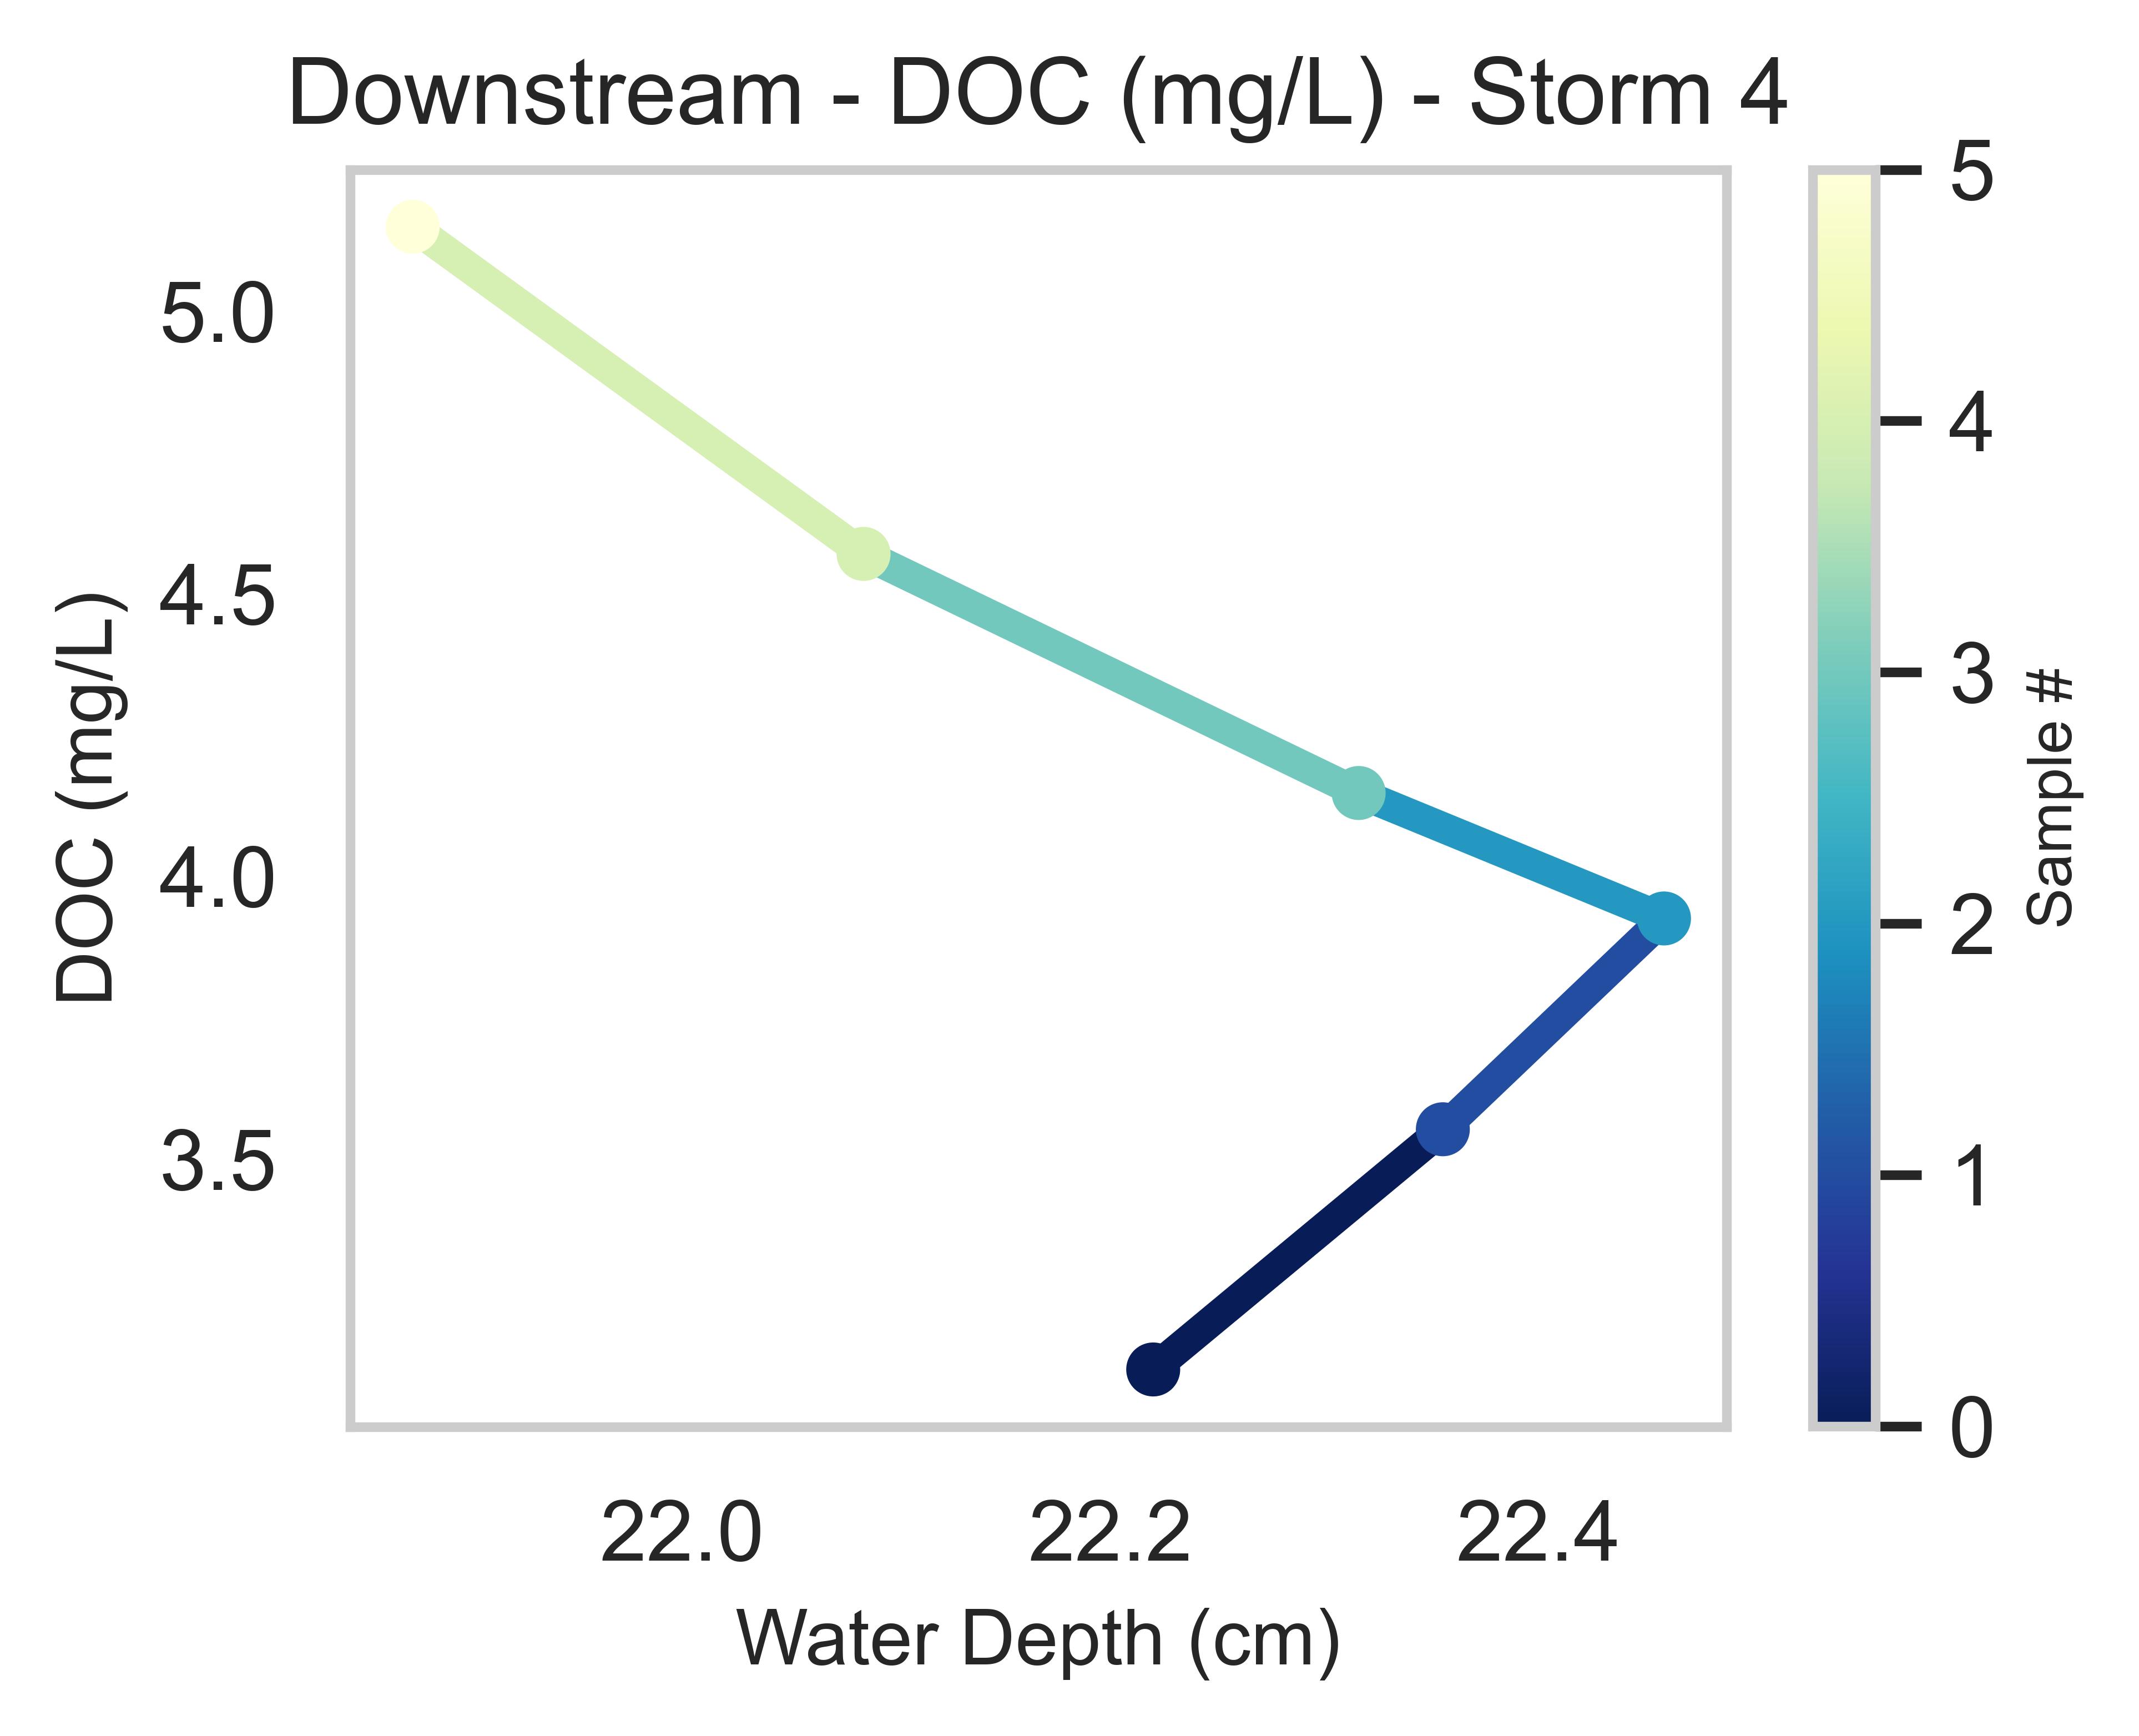 Downstream - DOC (mg/L) - Storm 4
DOC (mg/L)
5.0
4.5
4.0
3.5
22.0 22.2 22.4
Water Depth (cm)
5
4
3
2
1
0
Sample #